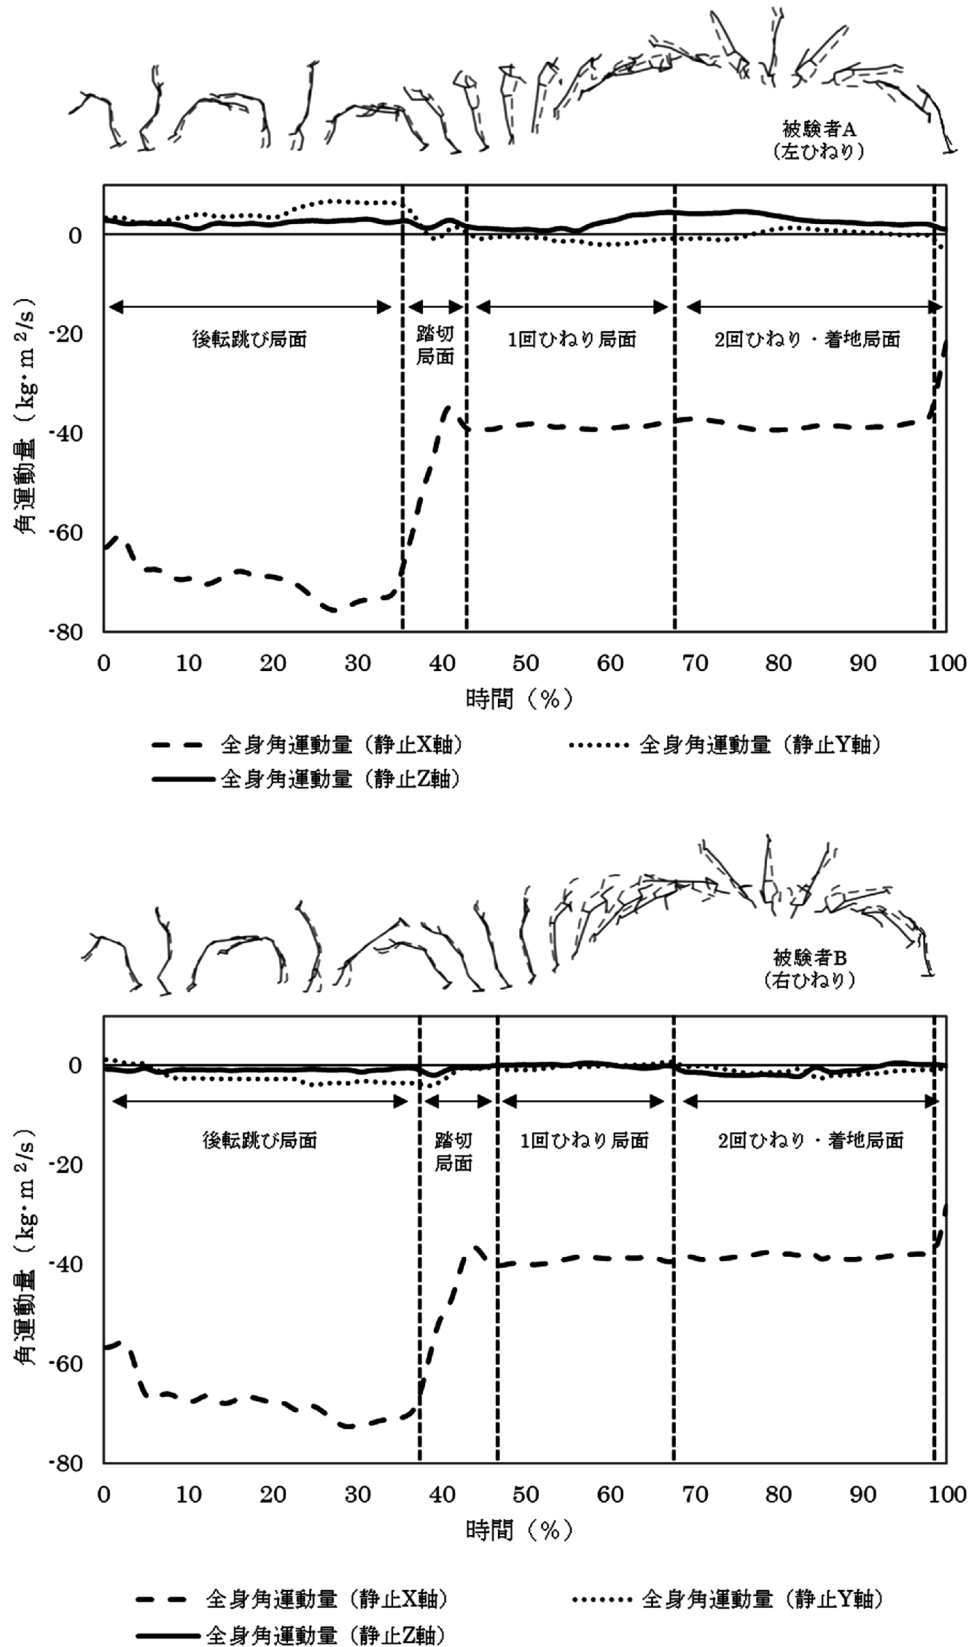 被験者A
(左ひねり)
0
-20
-40
-60
-80
角運動量(kg·m²/s)
後転跳び局面
踏切
局面
1回ひねり局面
2回ひねり・着地局面
0 10 20 30 40 50 60 70 80 90 100
時間(%)
全身角運動量(静止X軸) 全身角運動量(静止Y軸)
全身角運動量(静止Z軸)
被験者B
(右ひねり)
0
-20
-40
-60
-80
角運動量(kg·m²/s)
後転跳び局面
踏切
局面
1回ひねり局面
2回ひねり・着地局面
0 10 20 30 40 50 60 70 80 90 100
時間(%)
全身角運動量(静止X軸) 全身角運動量(静止Y軸)
全身角運動量(静止Z軸)